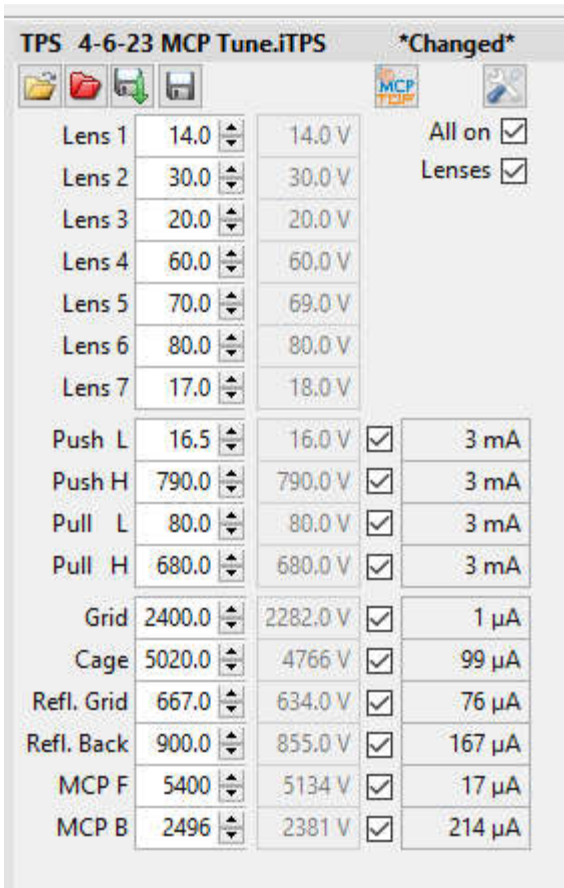 TPS 4-6-23 MCP Tune.iTPS *Changed*
MCP TOF
Lens 1 14.0 14.0 V All on
Lens 2 30.0 30.0 V Lenses
Lens 3 20.0 20.0 V
Lens 4 60.0 60.0 V
Lens 5 70.0 69.0 V
Lens 6 80.0 80.0 V
Lens 7 17.0 18.0 V
Push L 16.5 16.0 V 3 mA
Push H 790.0 790.0 V 3 mA
Pull L 80.0 80.0 V 3 mA
Pull H 680.0 680.0 V 3 mA
Grid 2400.0 2282.0 V 1 µA
Cage 5020.0 4766 V 99 µA
Refl. Grid 667.0 634.0 V 76 µA
Refl. Back 900.0 855.0 V 167 µA
MCP F 5400 5134 V 17 µA
MCP B 2496 2381 V 214 µA